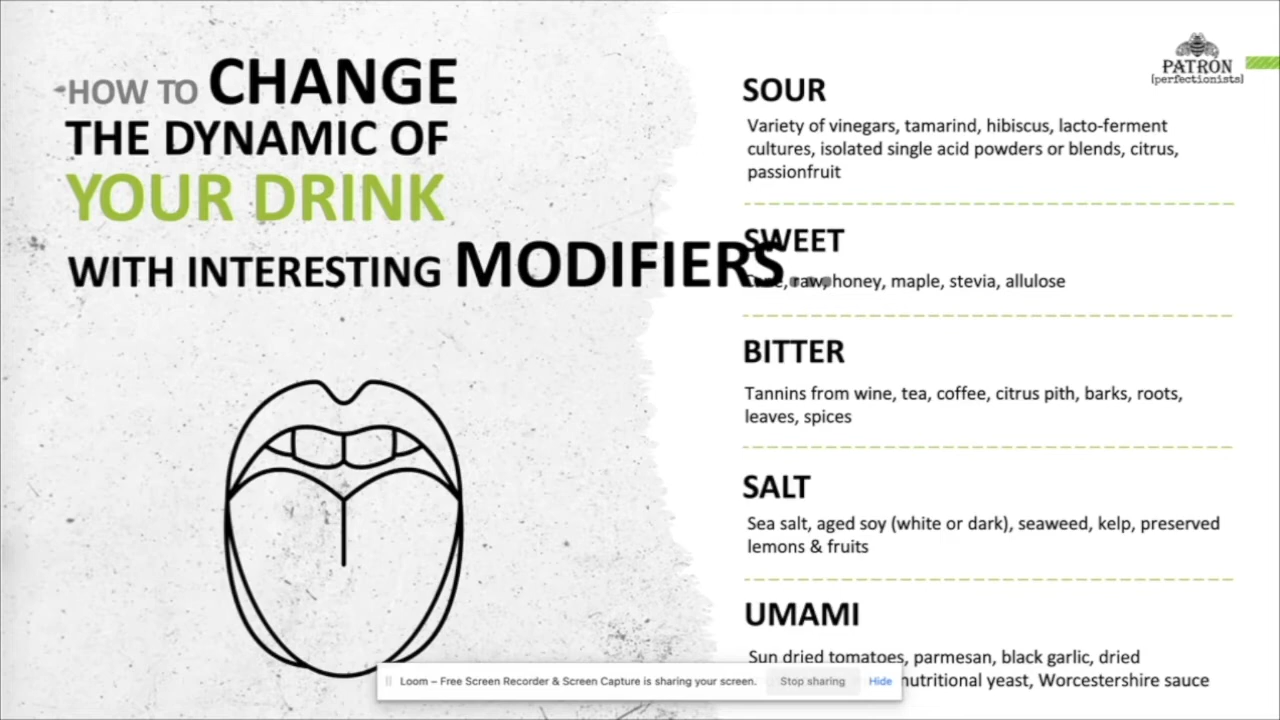 HOW TO CHANGE
THE DYNAMIC OF
YOUR DRINK
WITH INTERESTING MODIFIERS
PATRÓN
[perfectionists]
SOUR
Variety of vinegars, tamarind, hibiscus, lacto-ferment
cultures, isolated single acid powders or blends, citrus,
passionfruit
SWEET
raw, honey, maple, stevia, allulose
BITTER
Tannins from wine, tea, coffee, citrus pith, barks, roots,
leaves, spices
SALT
Sea salt, aged soy (white or dark), seaweed, kelp, preserved
lemons & fruits
UMAMI
Sun dried tomatoes, parmesan, black garlic, dried
nutritional yeast, Worcestershire sauce
Loom – Free Screen Recorder & Screen Capture is sharing your screen. Stop sharing Hide